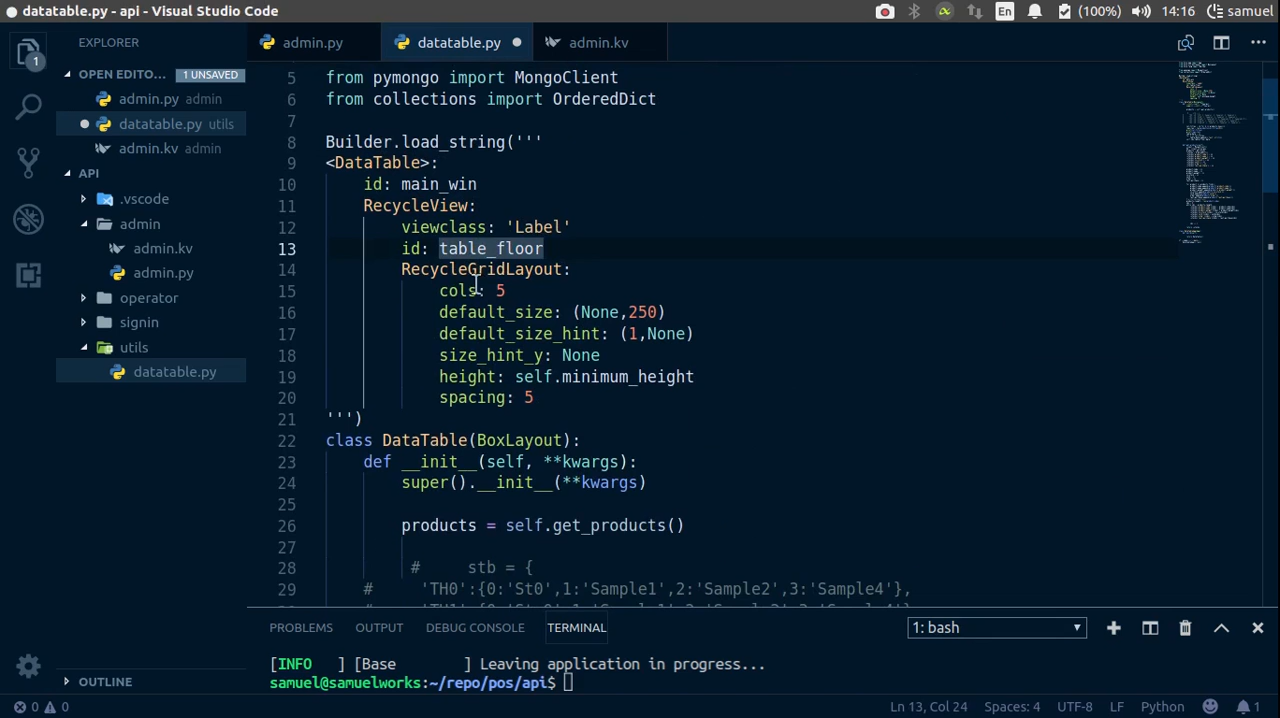 datatable.py - api - Visual Studio Code
En (100%) 14:16 samuel
EXPLORER
admin.py datatable.py admin.kv
OPEN EDITO... 1 UNSAVED
admin.py admin
datatable.py utils
admin.kv admin
API
.vscode
admin
admin.kv
admin.py
operator
signin
utils
datatable.py
OUTLINE
1
5 from pymongo import MongoClient
6 from collections import OrderedDict
7
8 Builder.load_string('''
9 <DataTable>:
10 id: main_win
11 RecycleView:
12 viewclass: 'Label'
13 id: table_floor
14 RecycleGridLayout:
15 cols: 5
16 default_size: (None,250)
17 default_size_hint: (1,None)
18 size_hint_y: None
19 height: self.minimum_height
20 spacing: 5
21 ''')
22 class DataTable(BoxLayout):
23 def __init__(self, **kwargs):
24 super().__init__(**kwargs)
25
26 products = self.get_products()
27
28 # stb = {
29 # 'TH0':{0:'St0',1:'Sample1',2:'Sample2',3:'Sample4'},
PROBLEMS OUTPUT DEBUG CONSOLE TERMINAL 1: bash
[INFO ] [Base ] Leaving application in progress...
samuel@samuelworks:~/repo/pos/api$
0 0 Ln 13, Col 24 Spaces: 4 UTF-8 LF Python 1